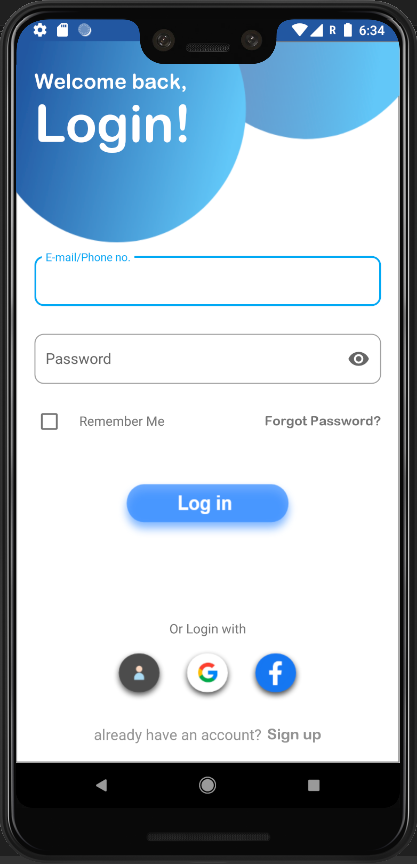 R 6:34
Welcome back,
Login!
E-mail/Phone no.
Password
Remember Me Forgot Password?
Log in
Or Login with
already have an account? Sign up